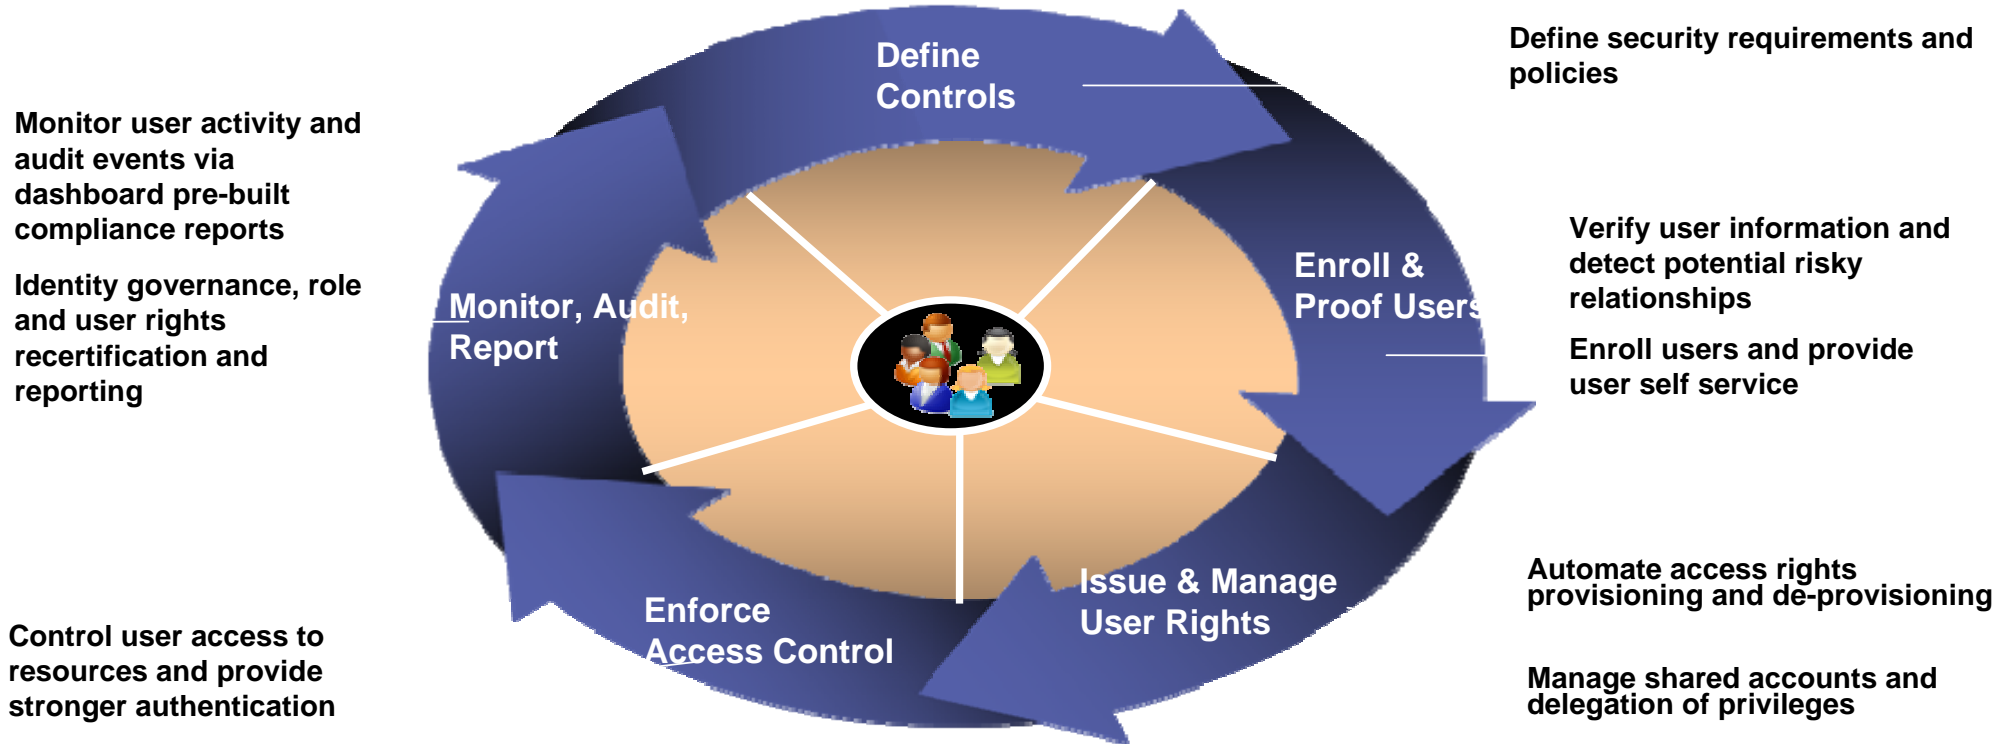 Define
Controls
Define security requirements and
policies
Monitor user activity and
audit events via
dashboard pre-built
compliance reports
Identity governance, role
and user rights
recertification and
reporting
Monitor, Audit,
Report
Enroll &
Proof Users
Verify user information and
detect potential risky
relationships
Enroll users and provide
user self service
Issue & Manage
User Rights
Automate access rights
provisioning and de-provisioning
Manage shared accounts and
delegation of privileges
Enforce
Access Control
Control user access to
resources and provide
stronger authentication